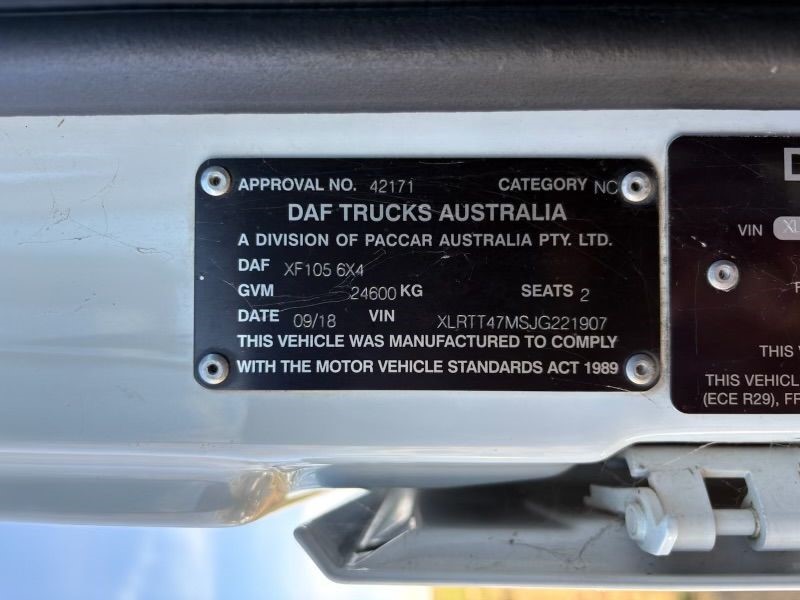 APPROVAL NO. 42171 CATEGORY NC
DAF TRUCKS AUSTRALIA
A DIVISION OF PACCAR AUSTRALIA PTY. LTD.
DAF XF105 6X4
GVM 24600 KG SEATS 2
DATE 09/18 VIN XLRTT47MSJG221907
THIS VEHICLE WAS MANUFACTURED TO COMPLY
WITH THE MOTOR VEHICLE STANDARDS ACT 1989
VIN XL
THIS
THIS VEHICL
(ECE R29), FR